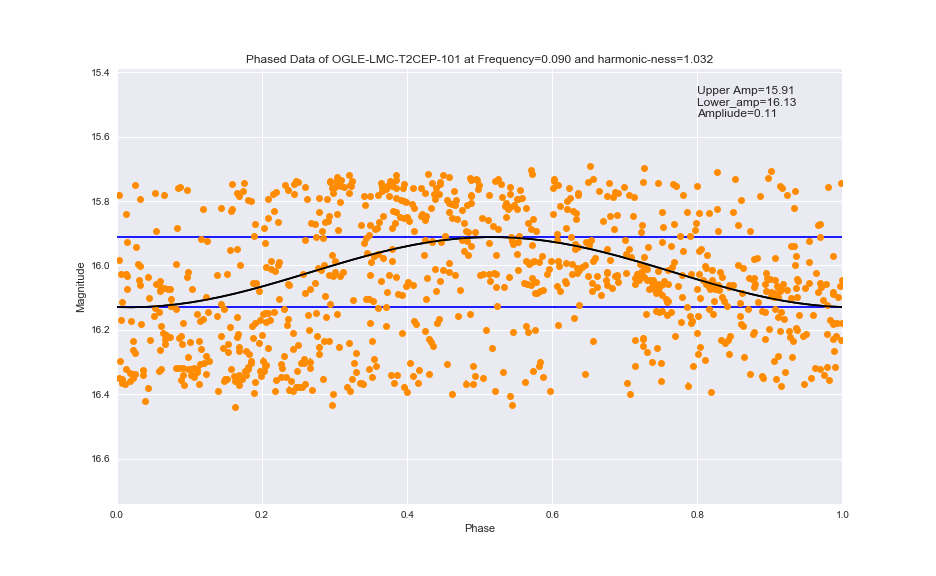 Phased Data of OGLE-LMC-T2CEP-101 at Frequency=0.090 and harmonic-ness=1.032
Upper Amp=15.91
Lower_amp=16.13
Ampliude=0.11
15.4
15.6
15.8
16.0
16.2
16.4
16.6
Magnitude
0.0 0.2 0.4 0.6 0.8 1.0
Phase